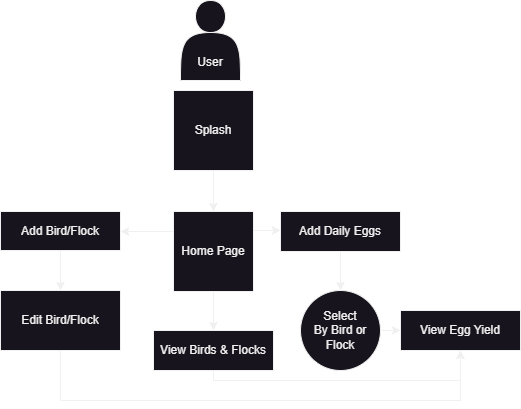 User
Splash
Add Bird/Flock
Home Page
Add Daily Eggs
Edit Bird/Flock
View Birds & Flocks
Select
By Bird or
Flock
View Egg Yield